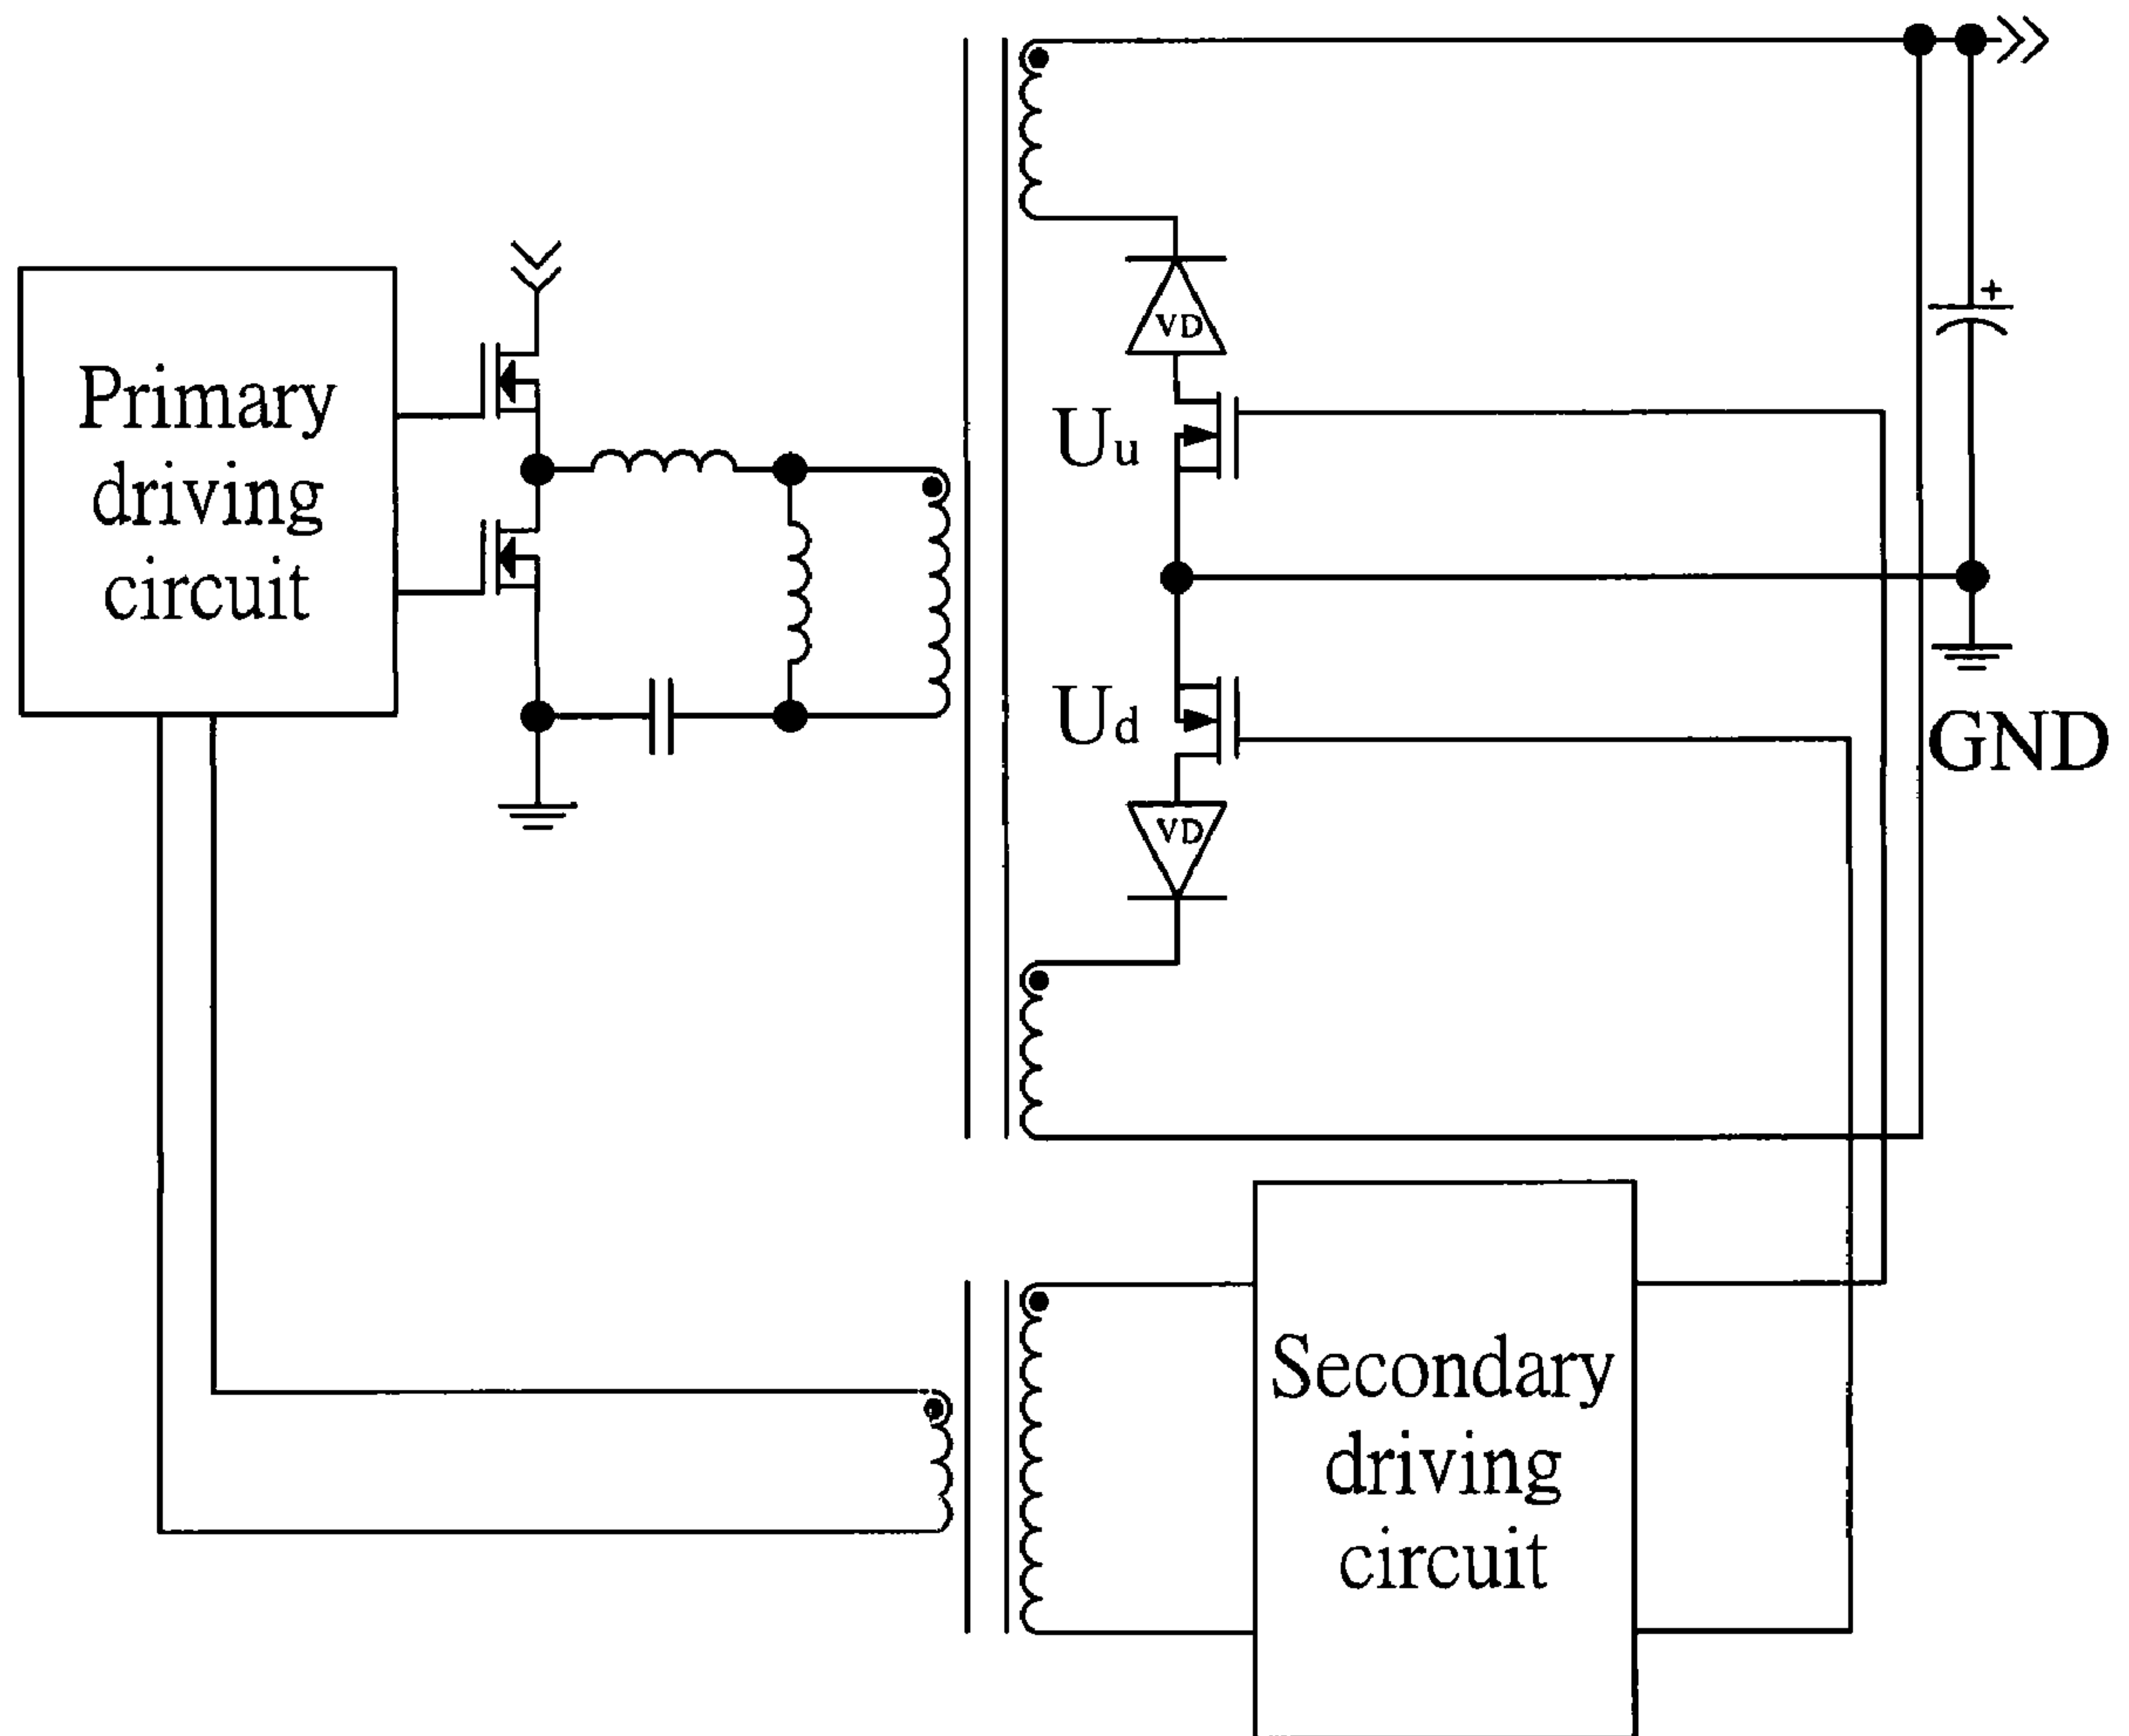 VD
Primary
driving
circuit
Uu
+
Ud
GND
VD
Secondary
driving
circuit